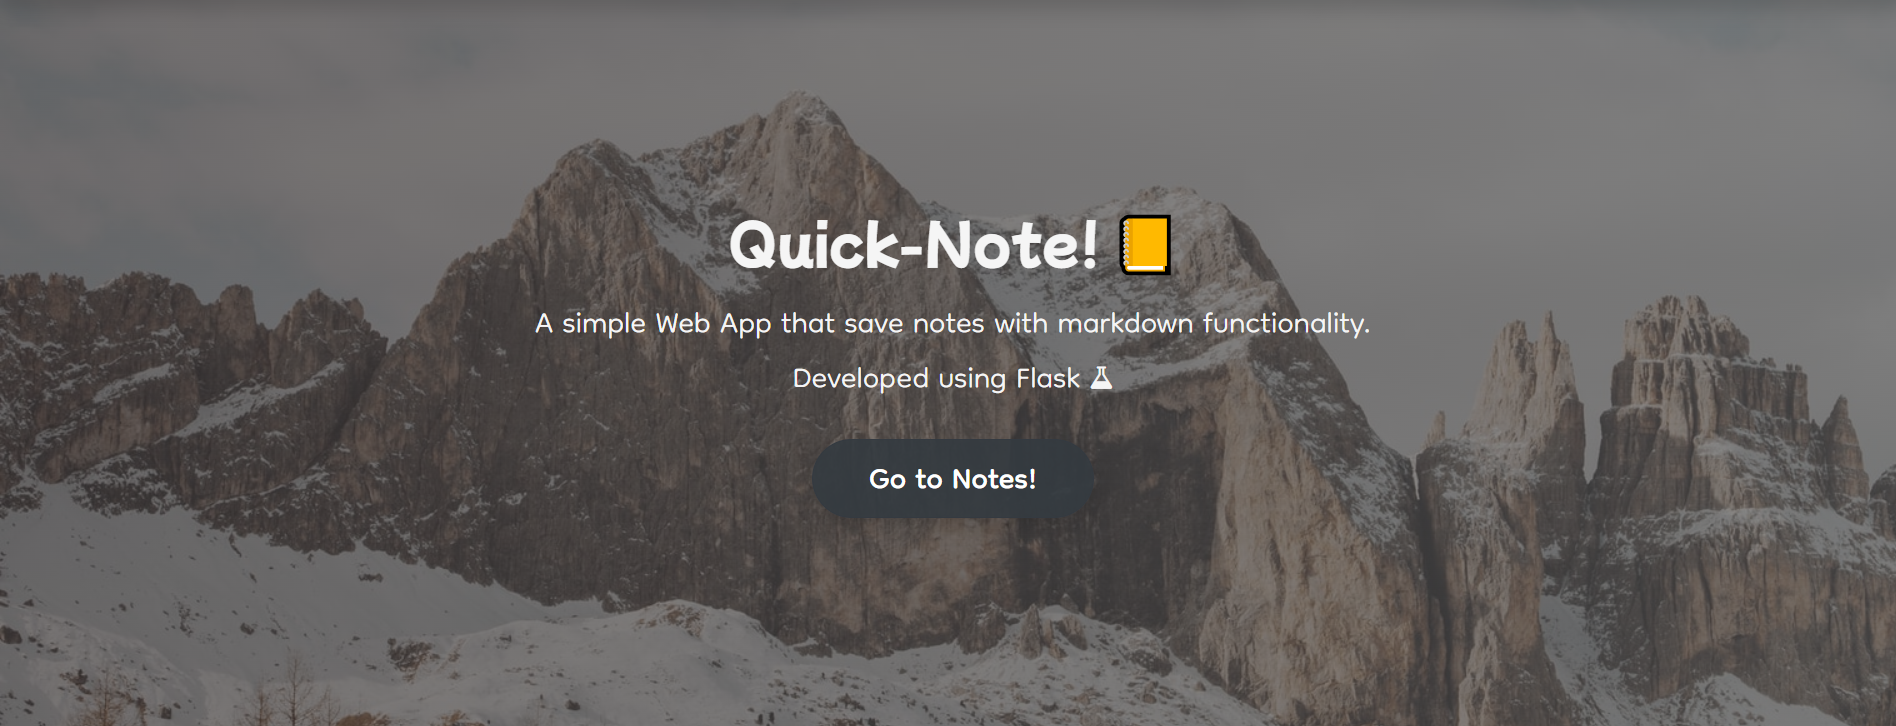 Quick-Note! 📒
A simple Web App that save notes with markdown functionality.
Developed using Flask
Go to Notes!